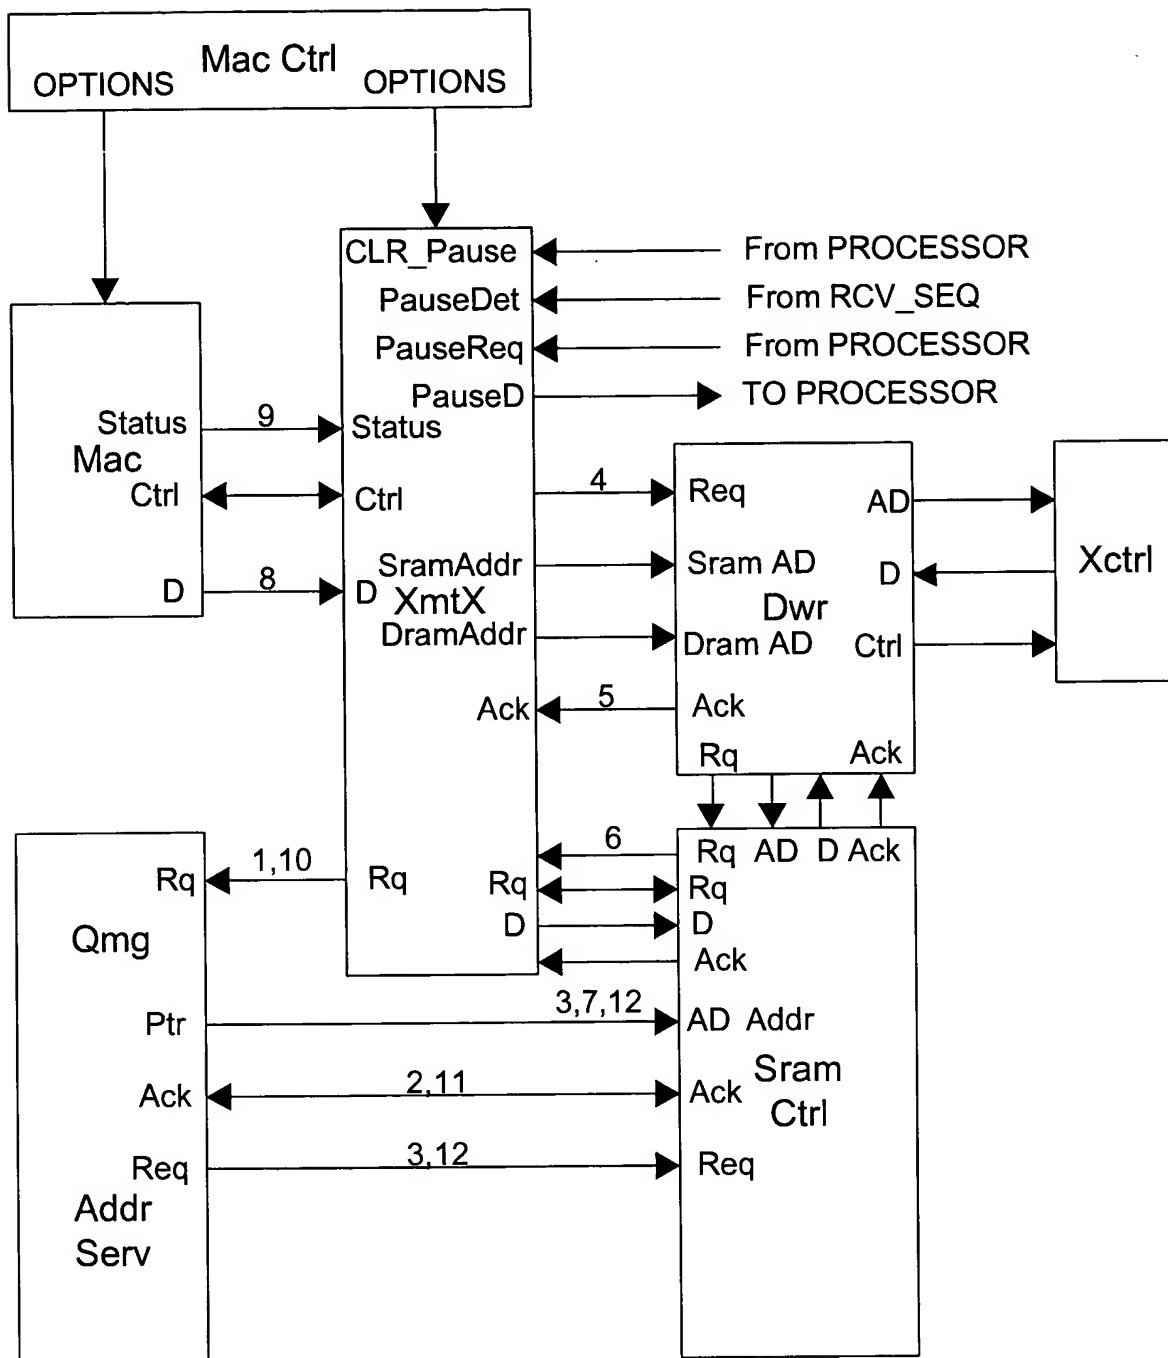 Mac Ctrl
OPTIONS OPTIONS
CLR_Pause From PROCESSOR
PauseDet From RCV_SEQ
PauseReq From PROCESSOR
PauseD TO PROCESSOR
Status 9 Status
Mac
Ctrl Ctrl 4 Req AD
SramAddr Sram AD Xctrl
D 8 D XmtX Dwr D
DramAddr Dram AD Ctrl
Ack 5 Ack
Rq Ack
6 Rq AD D Ack
Rq 1,10 Rq Rq Rq
Qmg D D
Ack
Ptr 3,7,12 AD Addr
Sram
Ack 2,11 Ack Ctrl
Req 3,12 Req
Addr
Serv